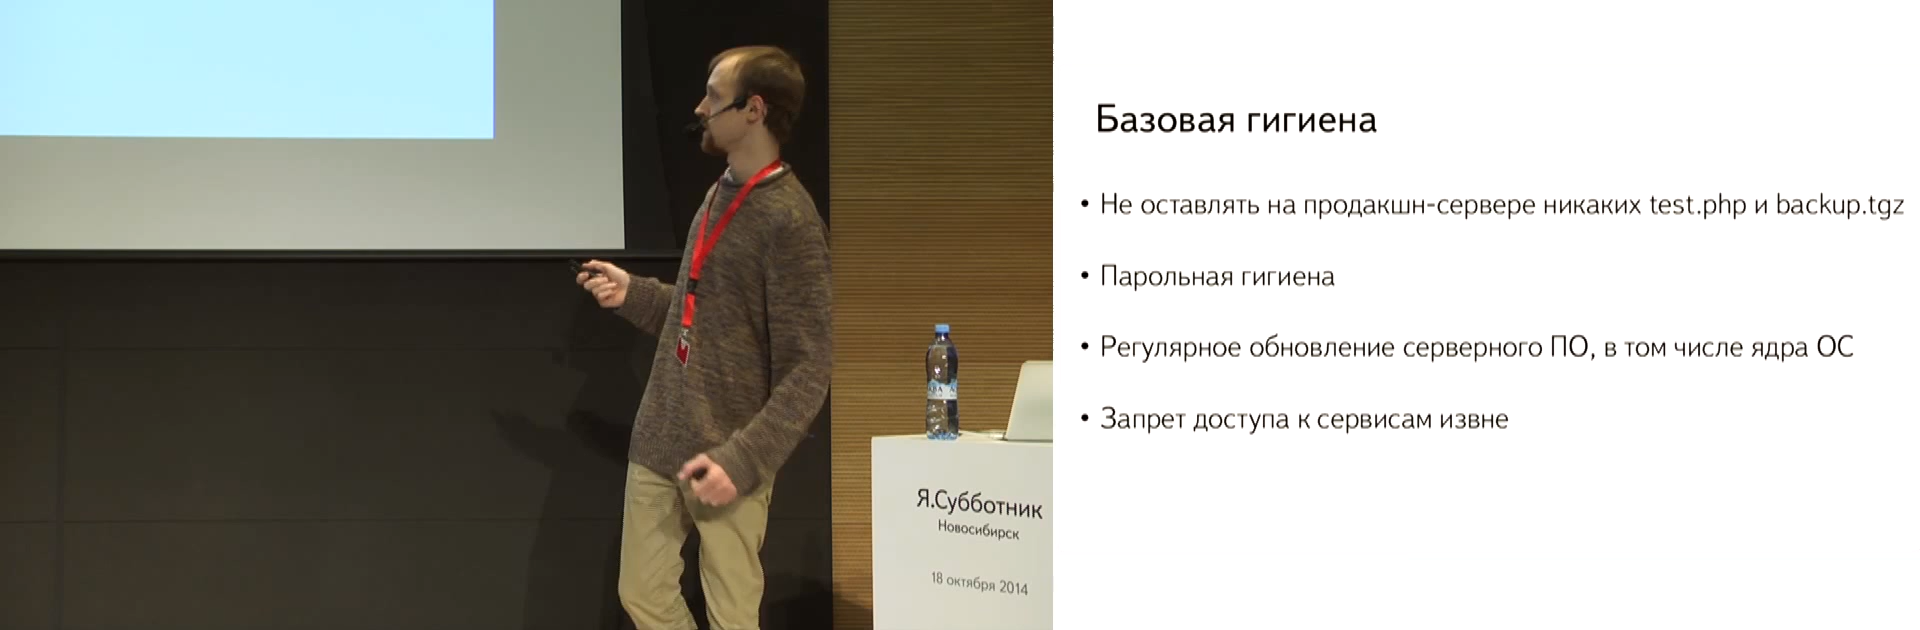 Базовая гигиена
• Не оставлять на продакшн-сервере никаких test.php и backup.tgz
• Парольная гигиена
• Регулярное обновление серверного ПО, в том числе ядра ОС
• Запрет доступа к сервисам извне
Я.Субботник
Новосибирск
18 октября 2014